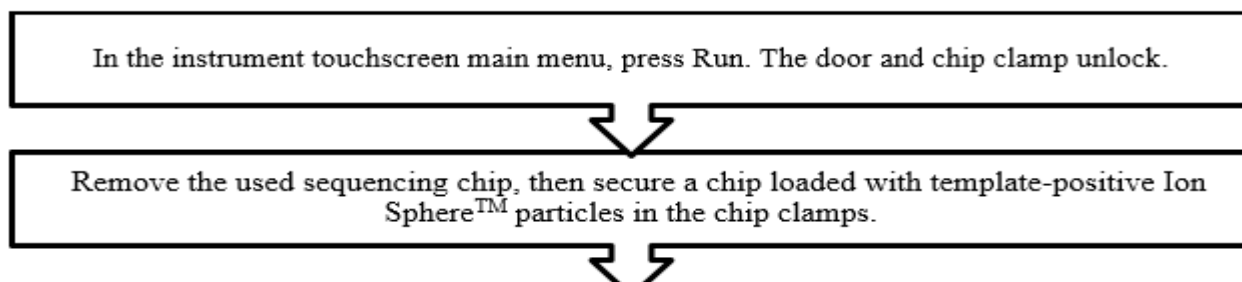 In the instrument touchscreen main menu, press Run. The door and chip clamp unlock.
Remove the used sequencing chip, then secure a chip loaded with template-positive Ion
Sphere™ particles in the chip clamps.